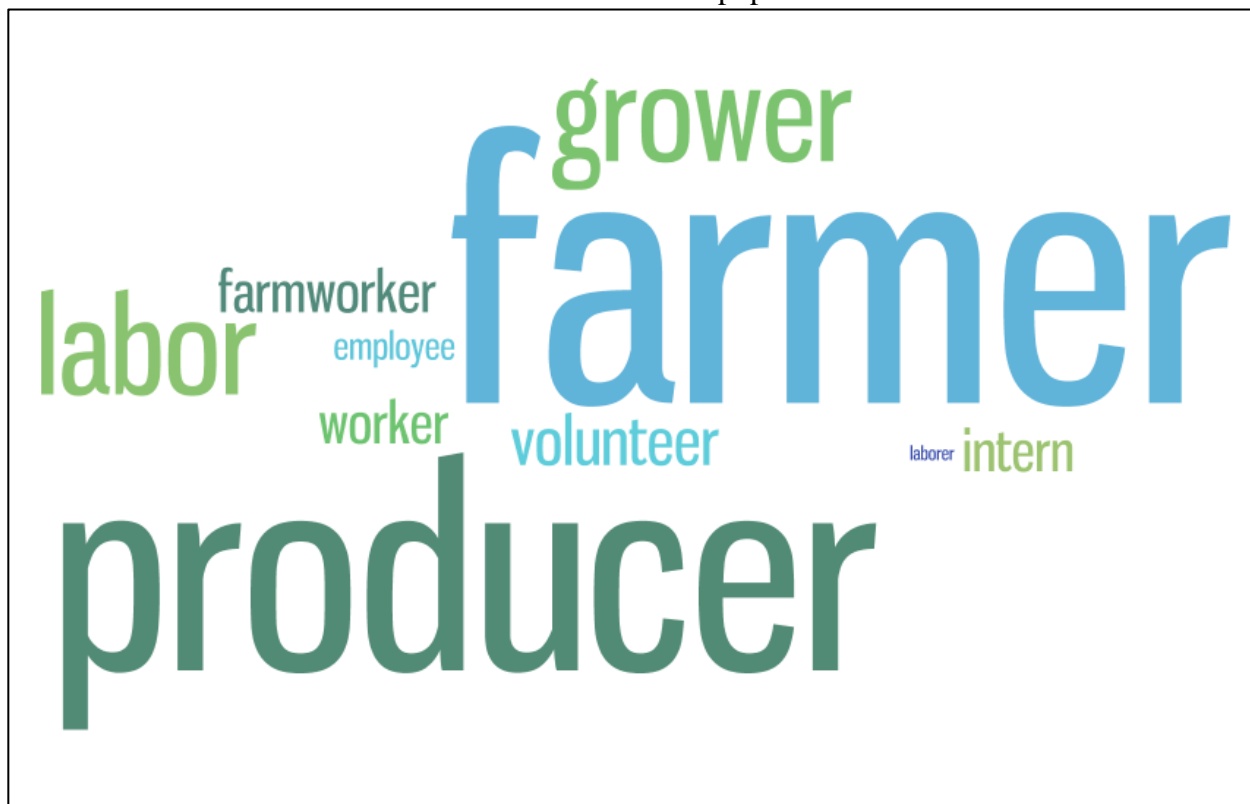 grower
farmer
farmworker
labor
employee
worker
volunteer
laborer
intern
producer